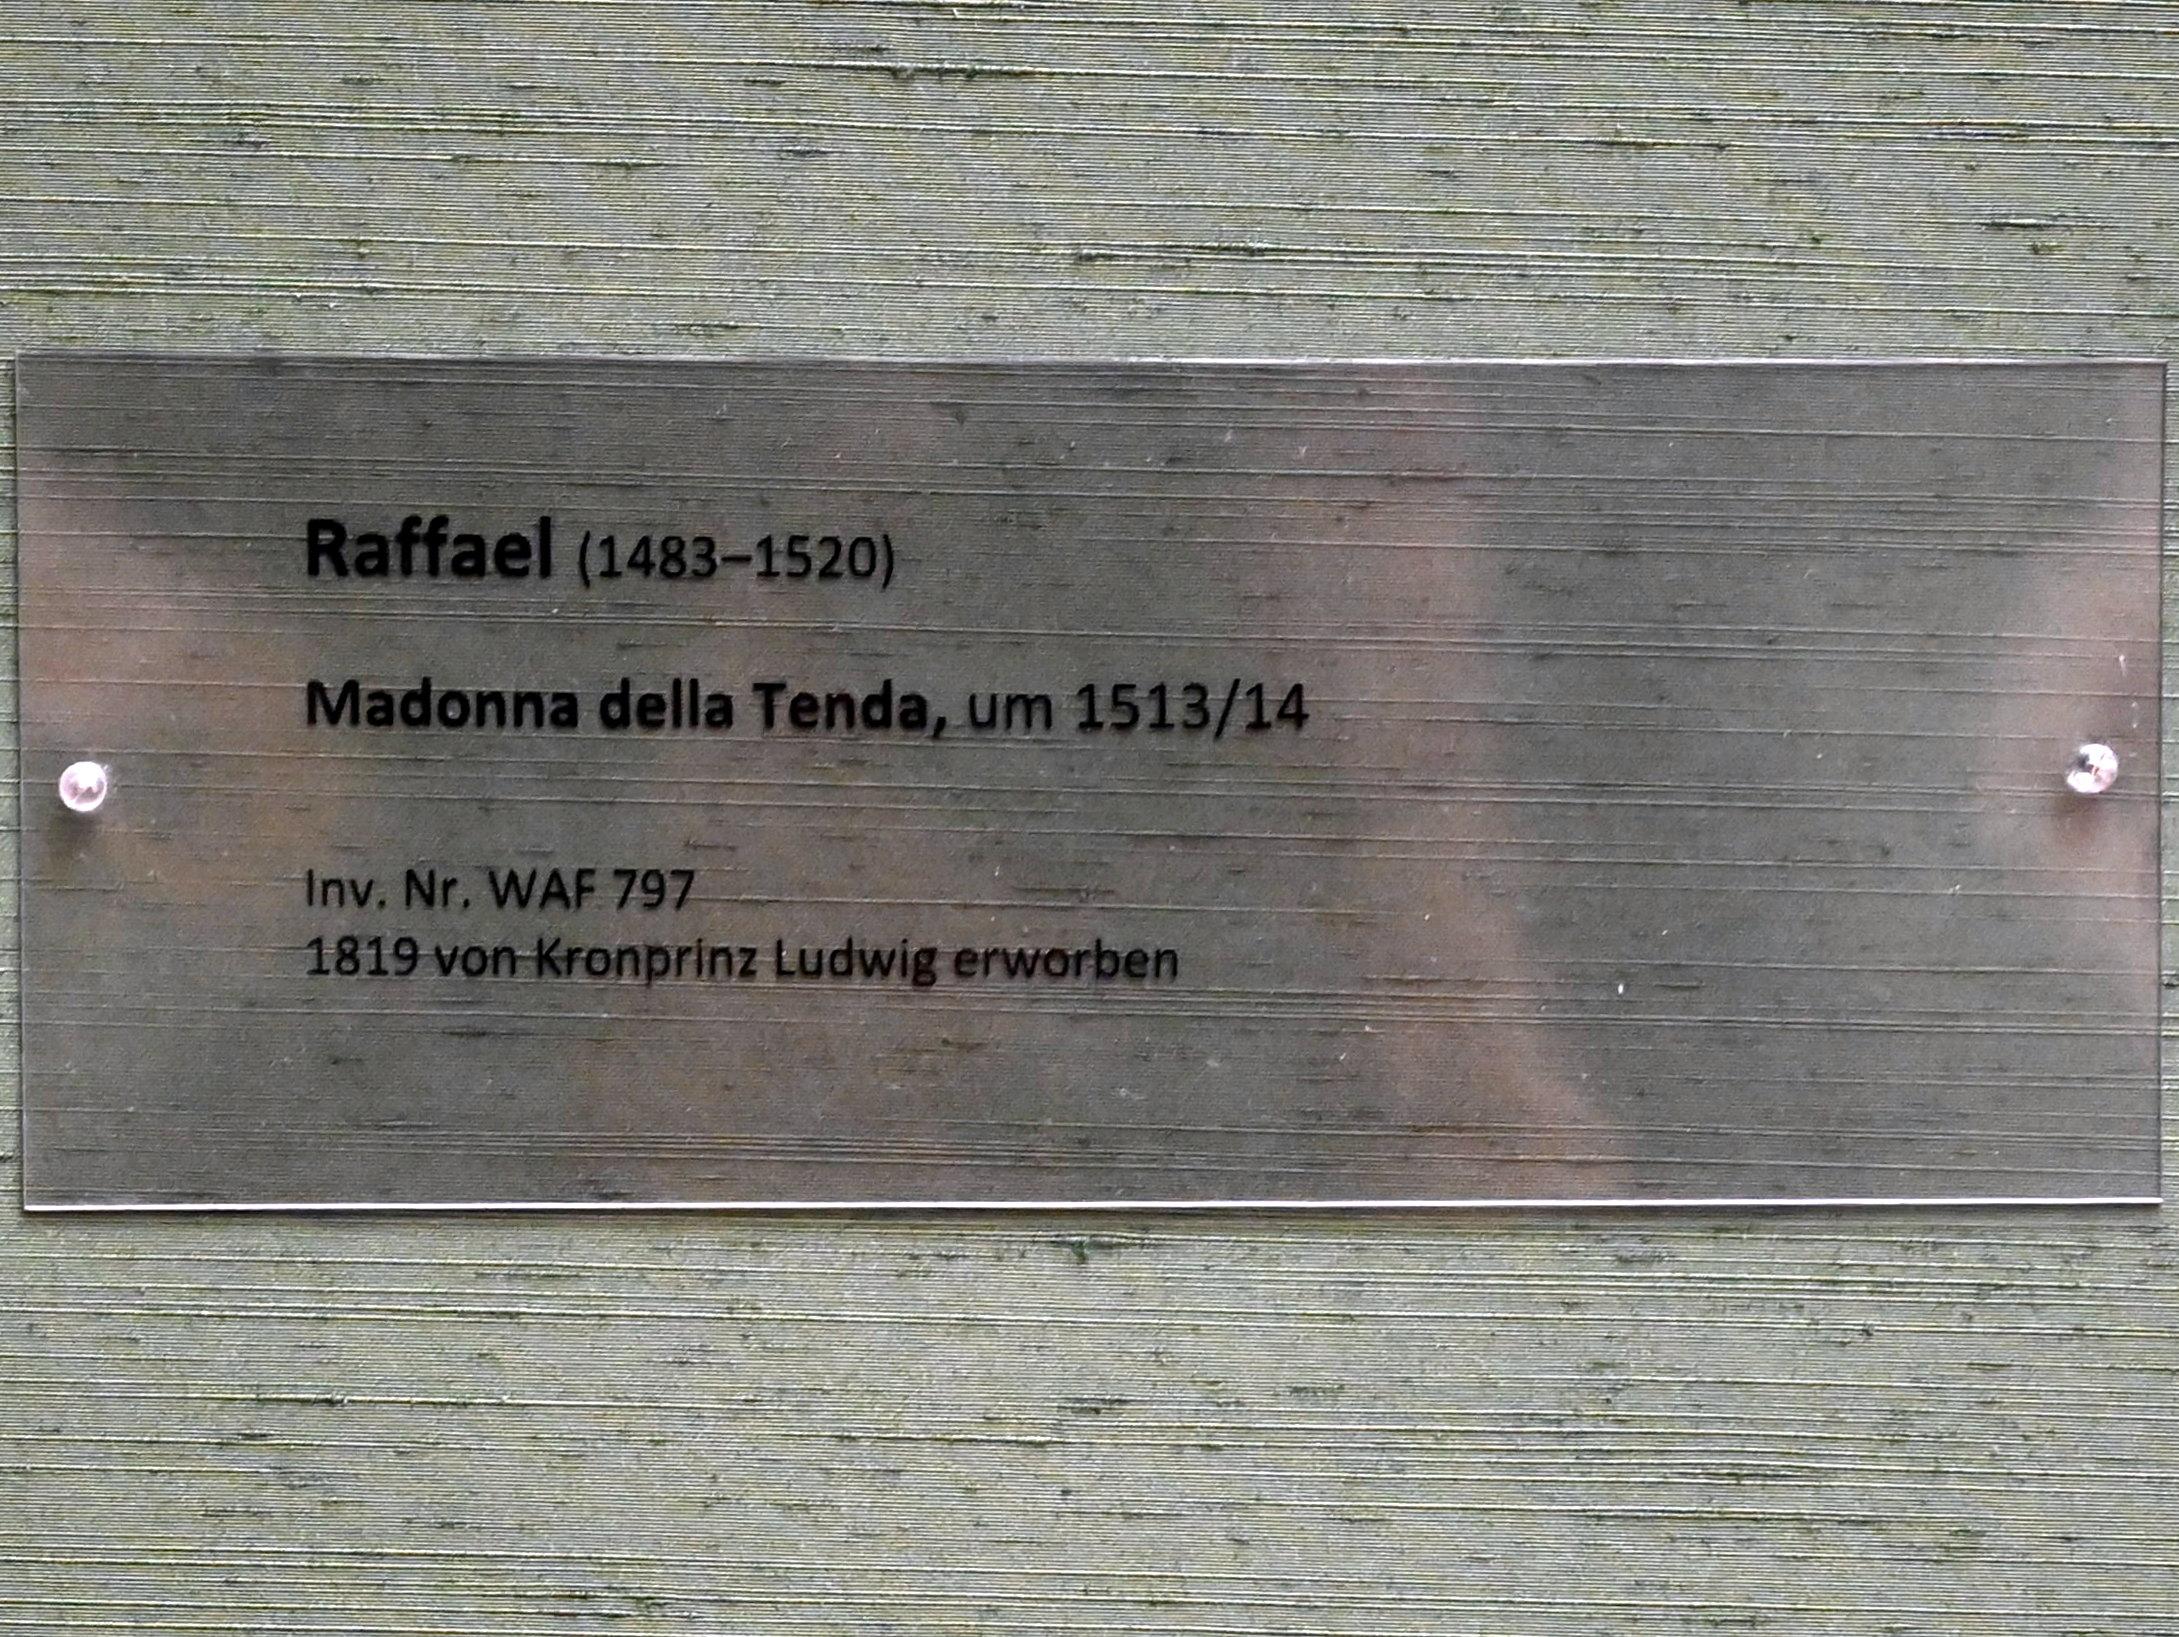 Raffael (1483–1520)
Madonna della Tenda, um 1513/14
Inv. Nr. WAF 797
1819 von Kronprinz Ludwig erworben